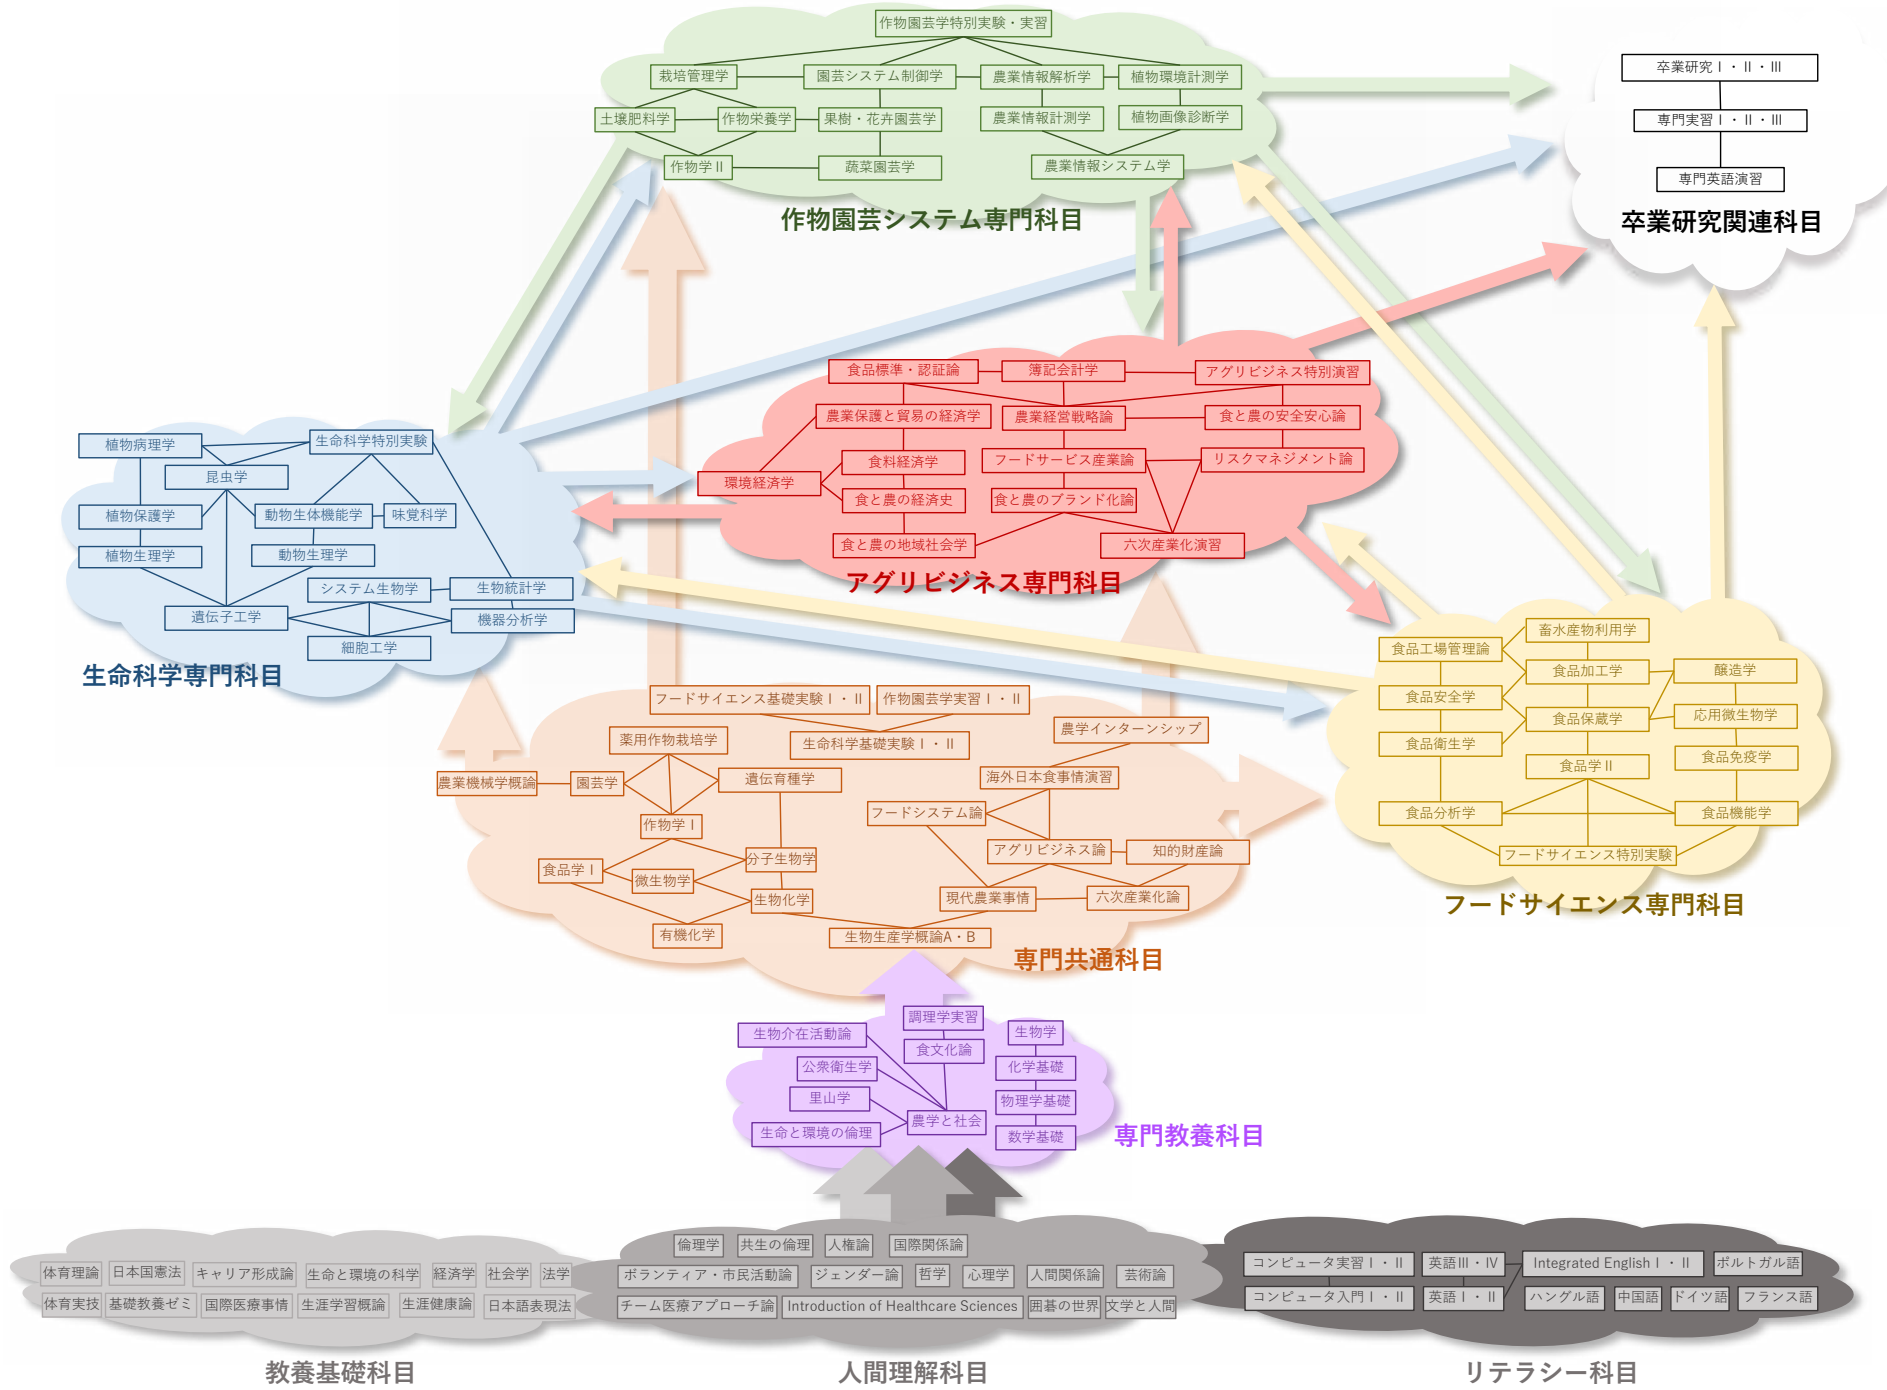 作物園芸学特別実験・実習
栽培管理学
園芸システム制御学
農業情報解析学
植物環境計測学
土壌肥料学
作物栄養学
果樹・花卉園芸学
農業情報計測学
植物画像診断学
作物学Ⅱ
蔬菜園芸学
農業情報システム学
作物園芸システム専門科目
卒業研究Ⅰ・Ⅱ・Ⅲ
専門実習Ⅰ・Ⅱ・Ⅲ
専門英語演習
卒業研究関連科目
食品標準・認証論
簿記会計学
アグリビジネス特別演習
農業保護と貿易の経済学
農業経営戦略論
食と農の安全安心論
食料経済学
フードサービス産業論
リスクマネジメント論
環境経済学
食と農の経済史
食と農のブランド化論
食と農の地域社会学
六次産業化演習
アグリビジネス専門科目
植物病理学
生命科学特別実験
昆虫学
植物保護学
動物生体機能学
味覚科学
植物生理学
動物生理学
システム生物学
生物統計学
遺伝子工学
機器分析学
細胞工学
生命科学専門科目
食品工場管理論
畜水産物利用学
食品加工学
醸造学
食品安全学
食品保蔵学
応用微生物学
食品衛生学
食品学Ⅱ
食品免疫学
食品分析学
食品機能学
フードサイエンス特別実験
フードサイエンス専門科目
フードサイエンス基礎実験Ⅰ・Ⅱ
作物園芸学実習Ⅰ・Ⅱ
薬用作物栽培学
生命科学基礎実験Ⅰ・Ⅱ
農学インターンシップ
農業機械学概論
園芸学
遺伝育種学
海外日本食事情演習
作物学Ⅰ
フードシステム論
食品学Ⅰ
微生物学
分子生物学
アグリビジネス論
知的財産論
生物化学
現代農業事情
六次産業化論
有機化学
生物生産学概論A・B
専門共通科目
調理学実習
生物介在活動論
生物学
食文化論
公衆衛生学
化学基礎
里山学
物理学基礎
農学と社会
生命と環境の倫理
数学基礎
専門教養科目
体育理論
日本国憲法
キャリア形成論
生命と環境の科学
経済学
社会学
法学
体育実技
基礎教養ゼミ
国際医療事情
生涯学習概論
生涯健康論
日本語表現法
教養基礎科目
倫理学
共生の倫理
人権論
国際関係論
ボランティア・市民活動論
ジェンダー論
哲学
心理学
人間関係論
芸術論
チーム医療アプローチ論
Introduction of Healthcare Sciences
囲碁の世界
文学と人間
人間理解科目
コンピュータ実習Ⅰ・Ⅱ
英語Ⅲ・Ⅳ
Integrated EnglishⅠ・Ⅱ
ポルトガル語
コンピュータ入門Ⅰ・Ⅱ
英語Ⅰ・Ⅱ
ハングル語
中国語
ドイツ語
フランス語
リテラシー科目